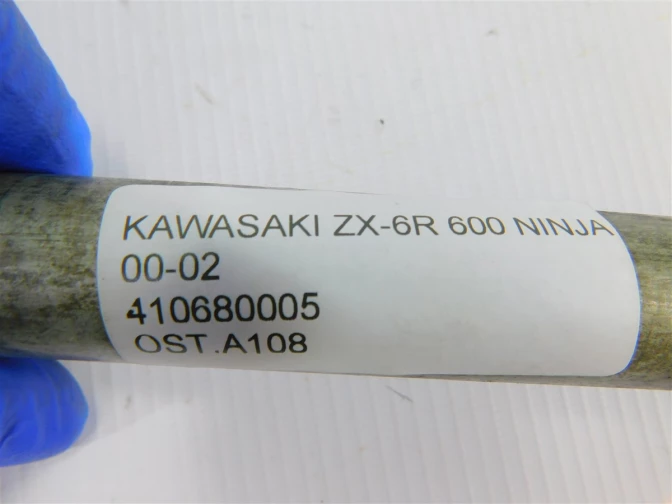 KAWASAKI ZX-6R 600 NINJA
00-02
410680005
OST.A108